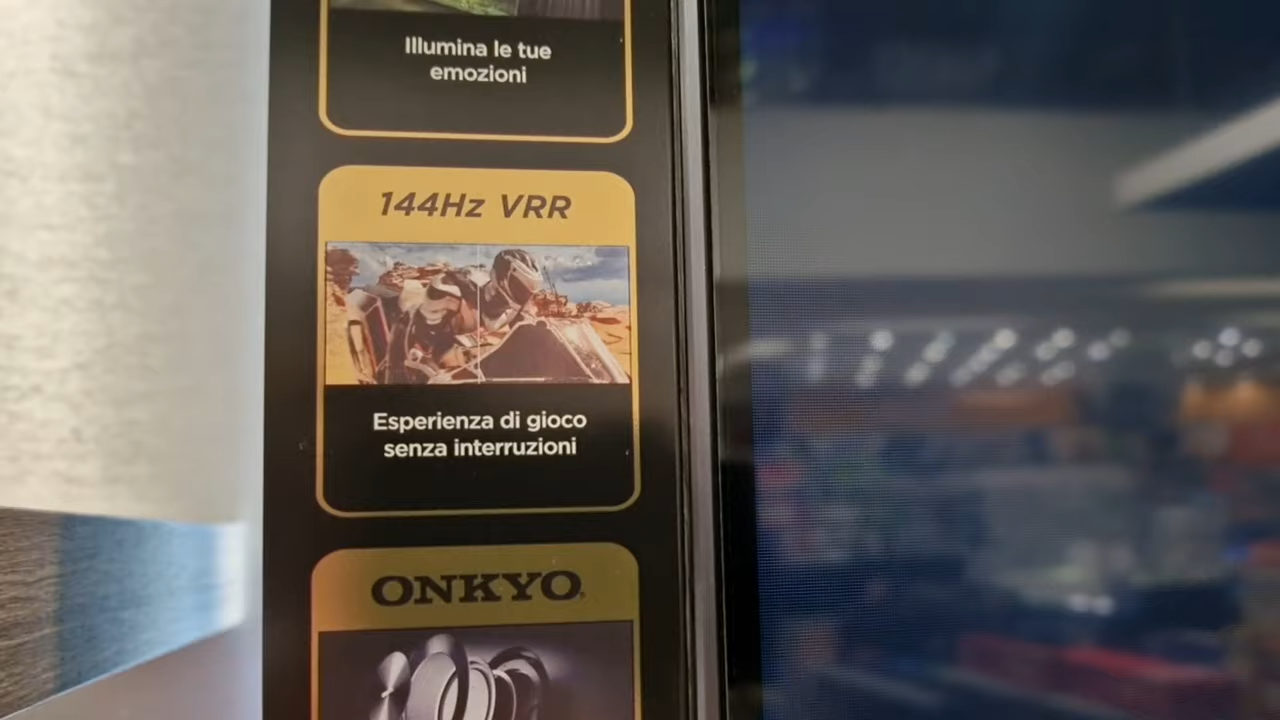 Illumina le tue
emozioni
144Hz VRR
Esperienza di gioco
senza interruzioni
ONKYO